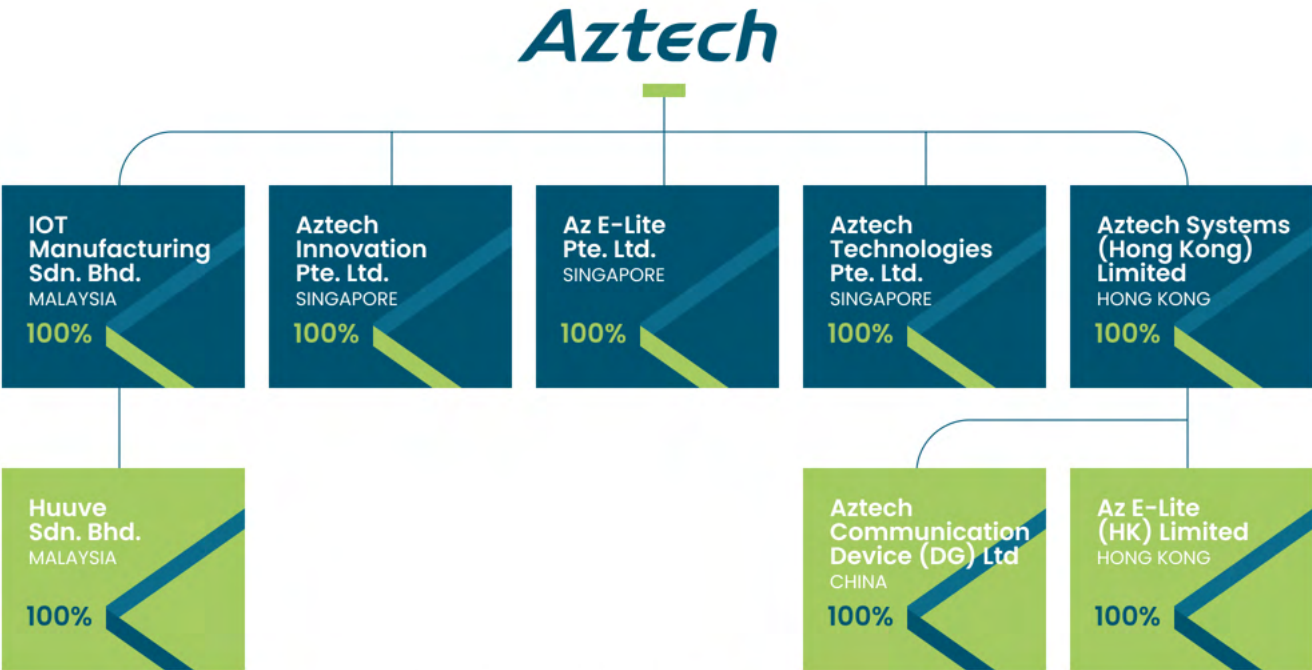 Aztech
IOT
Manufacturing
Sdn. Bhd.
MALAYSIA
100%
Aztech
Innovation
Pte. Ltd.
SINGAPORE
100%
Az E-Lite
Pte. Ltd.
SINGAPORE
100%
Aztech
Technologies
Pte. Ltd.
SINGAPORE
100%
Aztech Systems
(Hong Kong)
Limited
HONG KONG
100%
Huuve
Sdn. Bhd.
MALAYSIA
100%
Aztech
Communication
Device (DG) Ltd
CHINA
100%
Az E-Lite
(HK) Limited
HONG KONG
100%